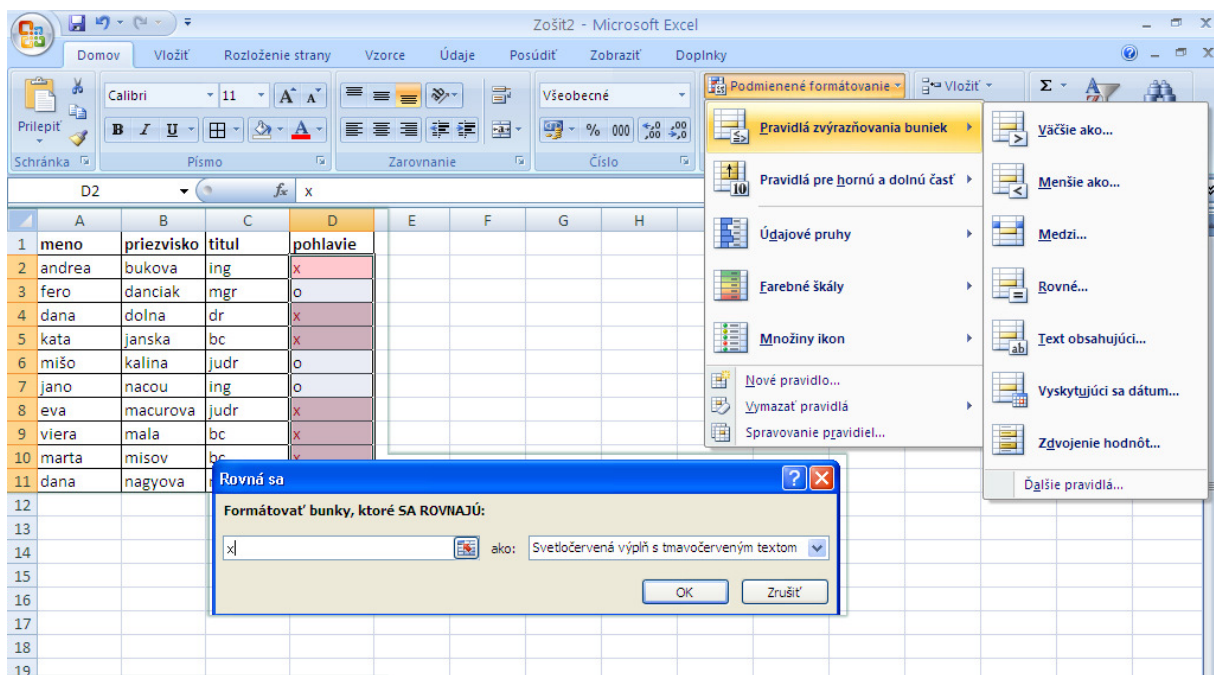 Zošit2 - Microsoft Excel
Domov Vložiť Rozloženie strany Vzorce Údaje Posúdiť Zobraziť Doplnky
Prilepiť
Calibri 11
B I U
Všeobecné
% 000
Podmienené formátovanie
Vložiť
Σ
Schránka Písmo Zarovnanie Číslo
D2 fx x
A B C D E F G H
1 meno priezvisko titul pohlavie
2 andrea bukova ing x
3 fero danciak mgr o
4 dana dolna dr x
5 kata janska bc x
6 mišo kalina judr o
7 jano nacou ing o
8 eva macurova judr x
9 viera mala bc x
10 marta misov bc x
11 dana nagyova
12
13
14
15
16
17
18
19
Pravidlá zvýrazňovania buniek
Pravidlá pre hornú a dolnú časť
Údajové pruhy
Farebné škály
Množiny ikon
Nové pravidlo...
Vymazať pravidlá
Spravovanie pravidiel...
Väčšie ako...
Menšie ako...
Medzi...
Rovné...
Text obsahujúci...
Vyskytujúci sa dátum...
Zdvojenie hodnôt...
Ďalšie pravidlá...
Rovná sa
Formátovať bunky, ktoré SA ROVNAJÚ:
x ako: Svetločervená výplň s tmavočerveným textom
OK Zrušiť